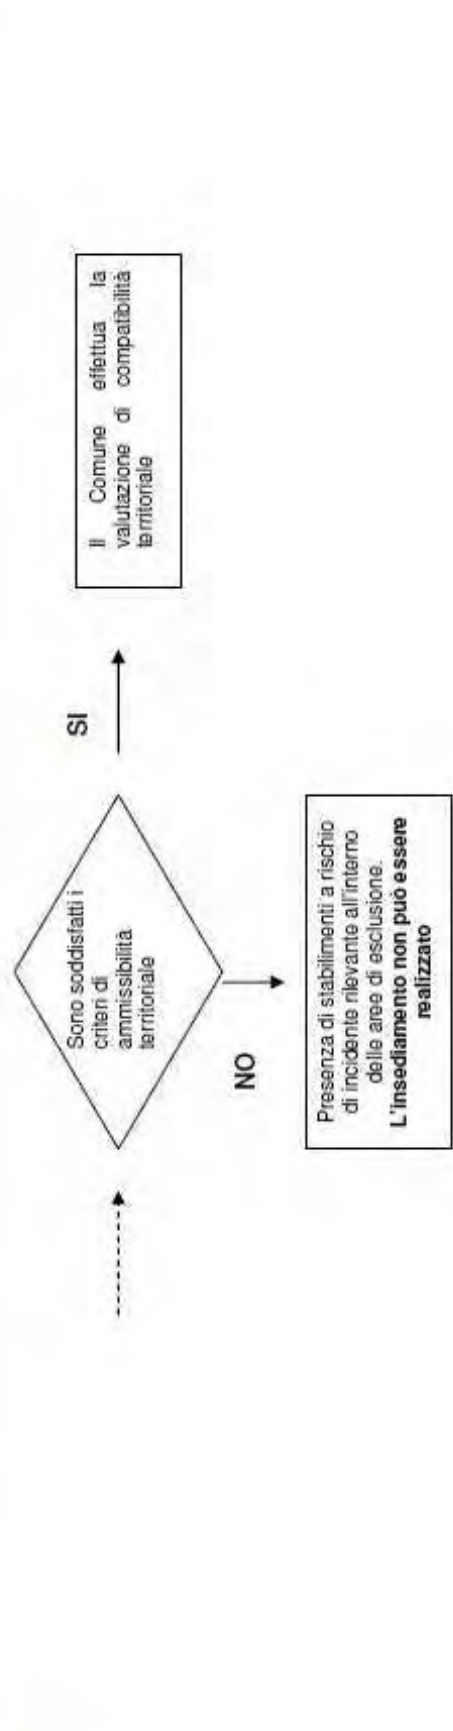 Sono soddisfatti i
criteri di
ammissibilità
territoriale
SI
Il Comune effettua la
valutazione di compatibilità
territoriale
NO
Presenza di stabilimenti a rischio
di incidente rilevante all'interno
delle aree di esclusione.
L'insediamento non può essere
realizzato